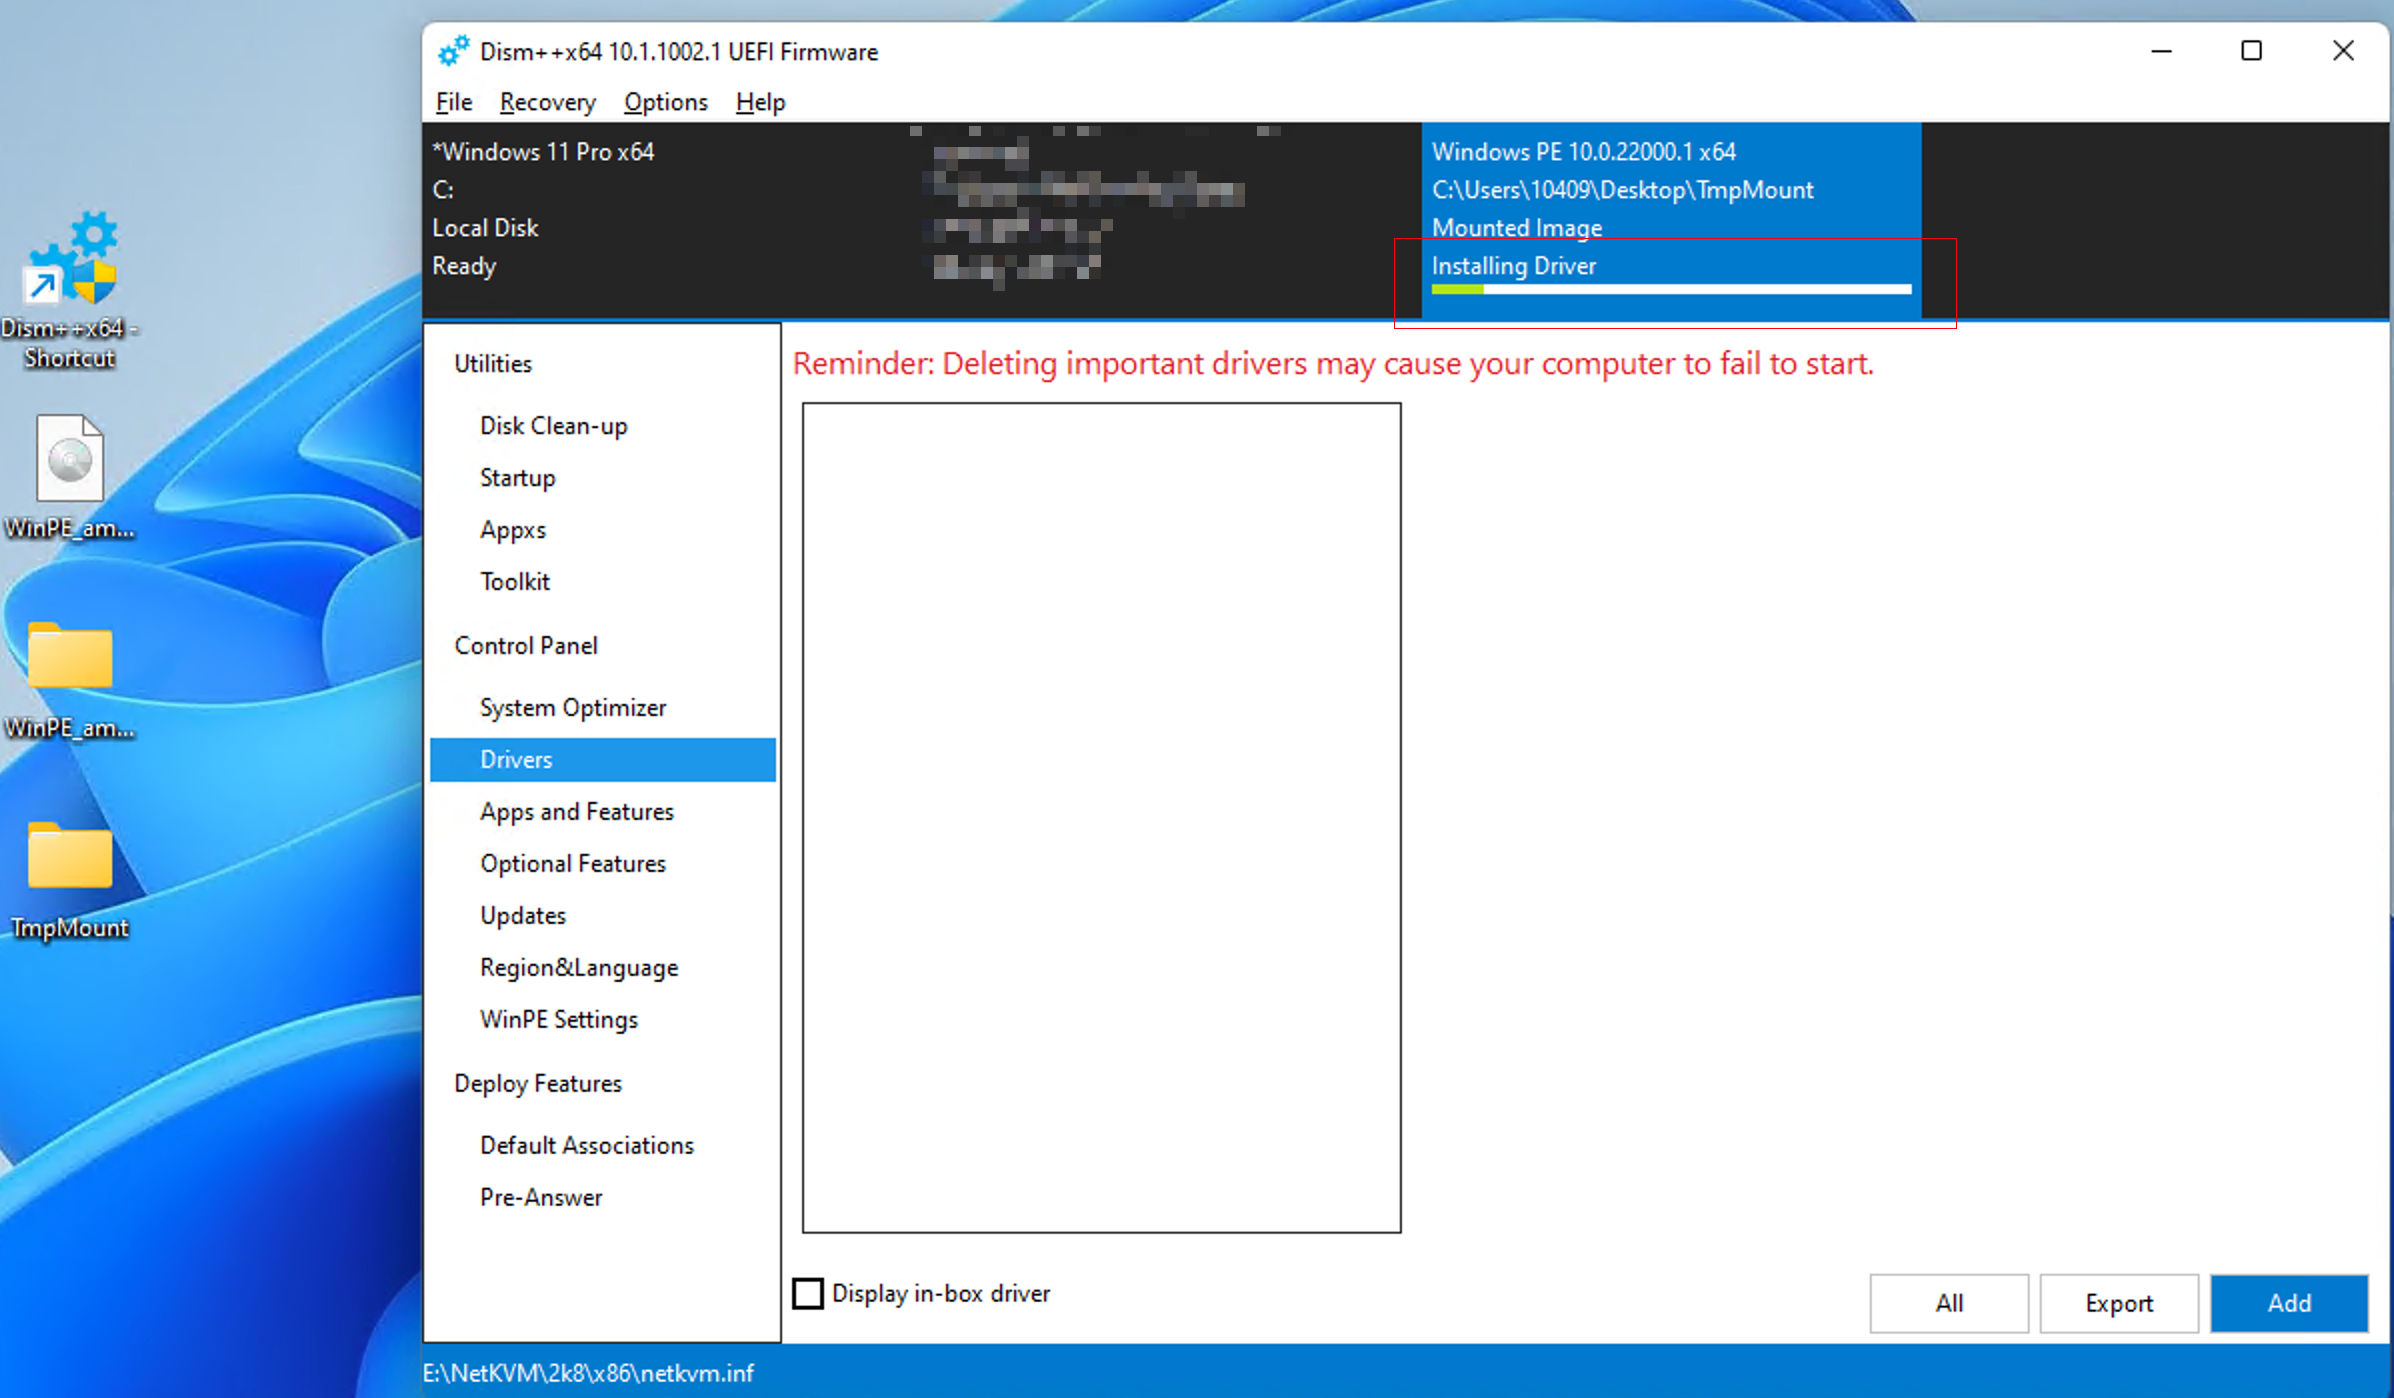 Dism++x64 10.1.1002.1 UEFI Firmware
File Recovery Options Help
*Windows 11 Pro x64
C:
Local Disk
Ready
Windows PE 10.0.22000.1 x64
C:\Users\10409\Desktop\TmpMount
Mounted Image
Installing Driver
Dism++x64 -
Shortcut
WinPE_am...
WinPE_am...
TmpMount
Utilities
Disk Clean-up
Startup
Appxs
Toolkit
Control Panel
System Optimizer
Drivers
Apps and Features
Optional Features
Updates
Region&Language
WinPE Settings
Deploy Features
Default Associations
Pre-Answer
Reminder: Deleting important drivers may cause your computer to fail to start.
Display in-box driver
All
Export
Add
E:\NetKVM\2k8\x86\netkvm.inf